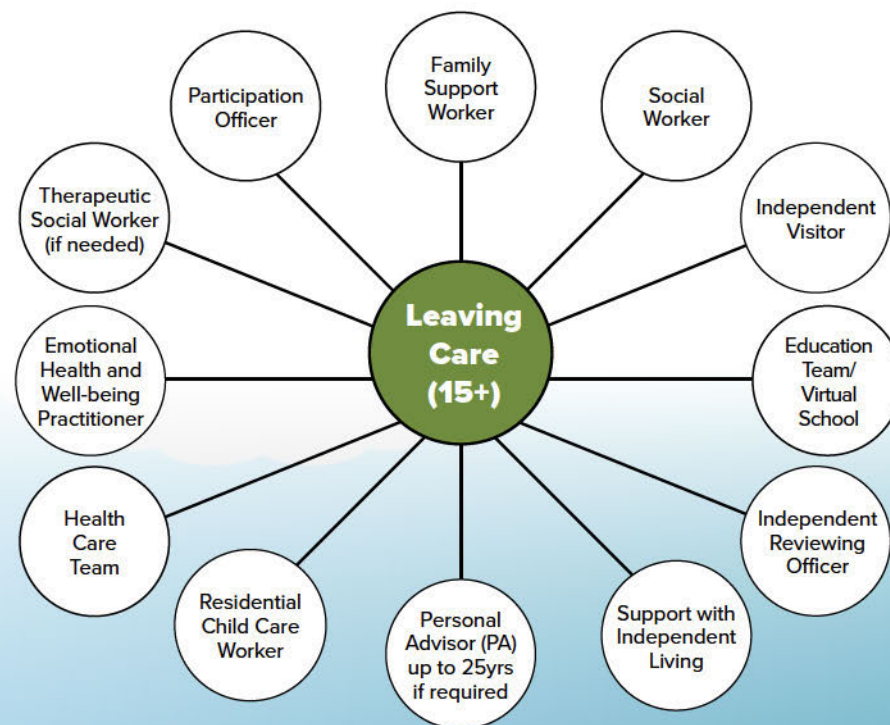 Family
Support
Worker
Social
Worker
Independent
Visitor
Education
Team/
Virtual
School
Independent
Reviewing
Officer
Support with
Independent
Living
Personal
Advisor (PA)
up to 25yrs
if required
Residential
Child Care
Worker
Health
Care
Team
Emotional
Health and
Well-being
Practitioner
Therapeutic
Social Worker
(if needed)
Participation
Officer
Leaving
Care
(15+)